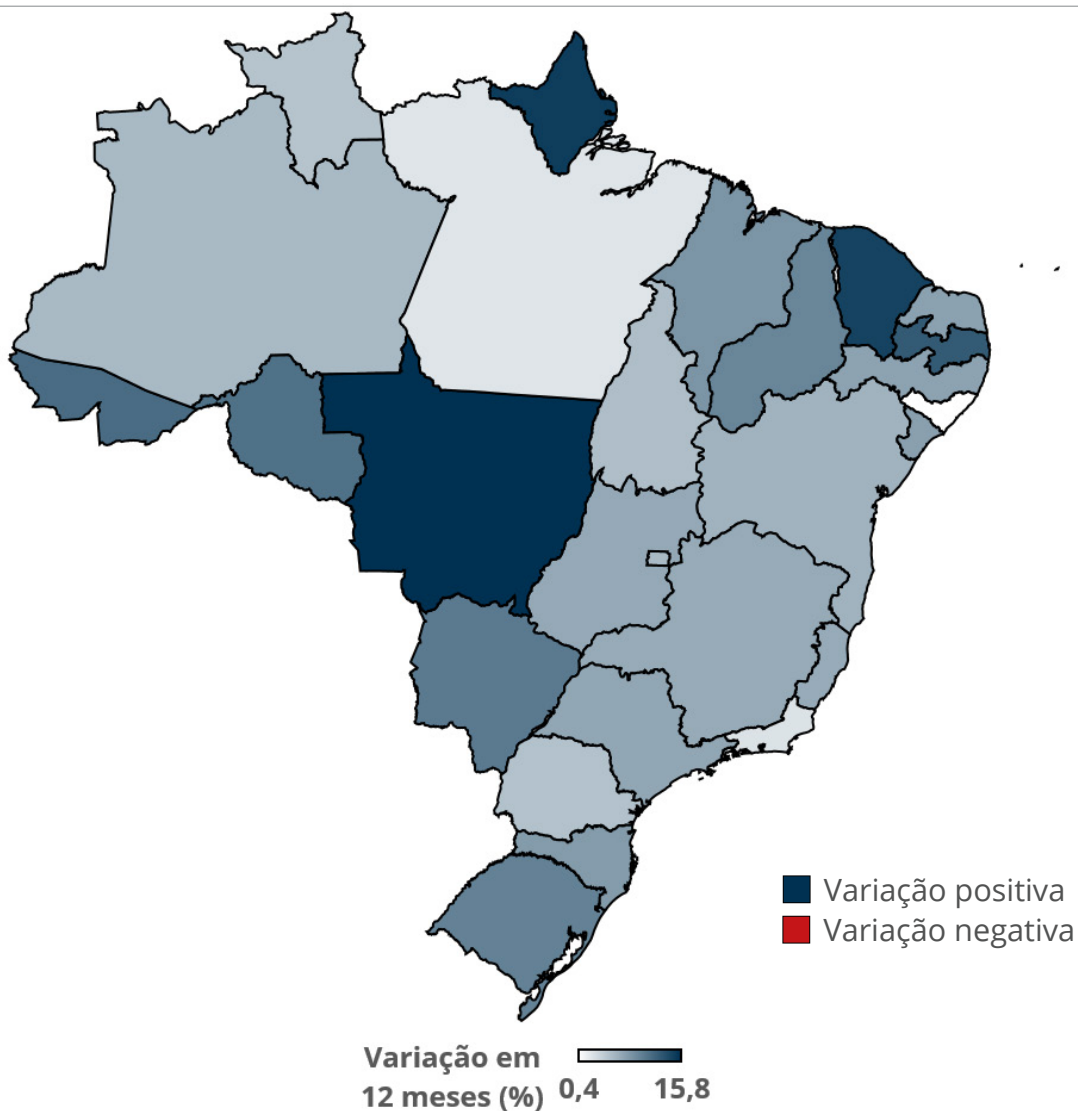 Variação positiva
Variação negativa
Variação em
12 meses (%)
0,4
15,8